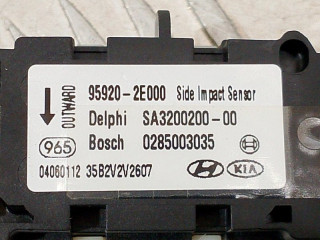 OUTWARD
95920-2E000 Side Impact Sensor
Delphi SA3200200-00
Bosch 0285003035
965
04060112 35B2V2V2607
KIA